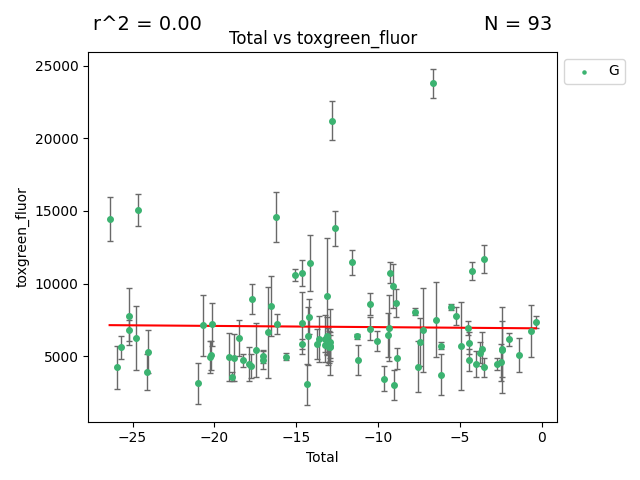 r^2 = 0.00
N = 93
Total vs toxgreen_fluor
25000
20000
15000
10000
5000
toxgreen_fluor
−25
−20
−15
−10
−5
0
Total
G